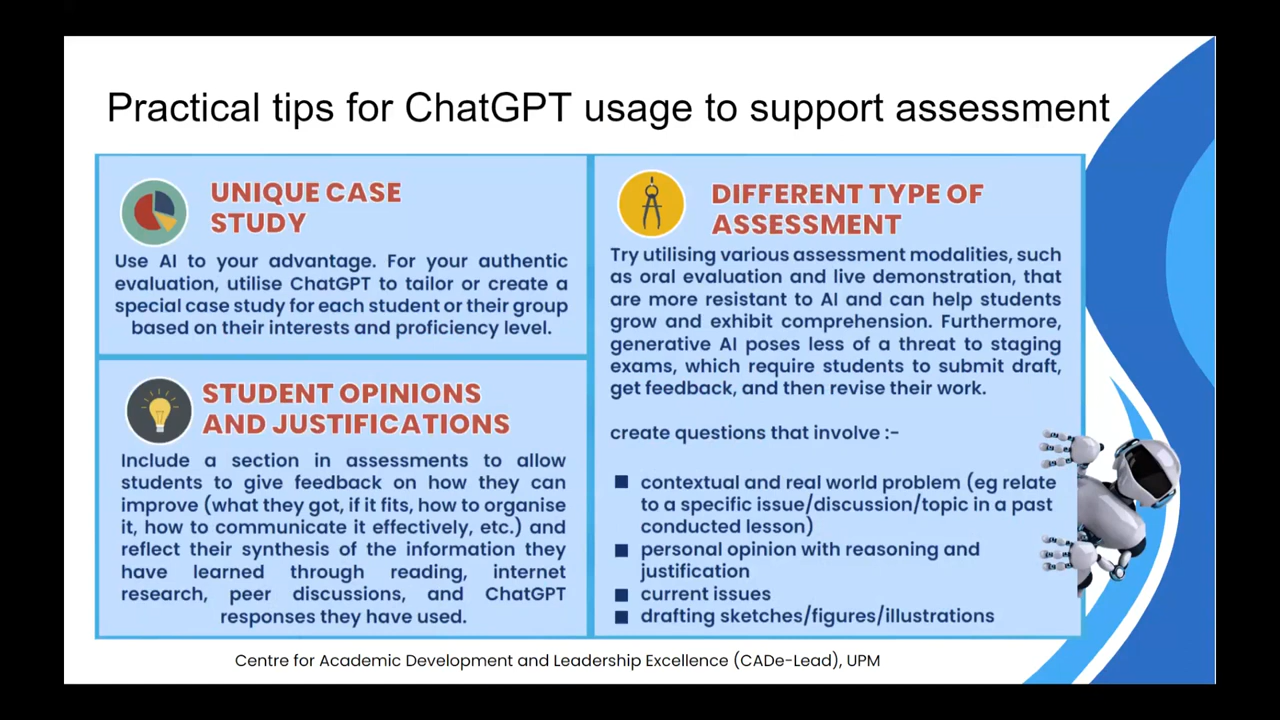 Practical tips for ChatGPT usage to support assessment
UNIQUE CASE
STUDY
Use AI to your advantage. For your authentic
evaluation, utilise ChatGPT to tailor or create a
special case study for each student or their group
based on their interests and proficiency level.
STUDENT OPINIONS
AND JUSTIFICATIONS
Include a section in assessments to allow
students to give feedback on how they can
improve (what they got, if it fits, how to organise
it, how to communicate it effectively, etc.) and
reflect their synthesis of the information they
have learned through reading, internet
research, peer discussions, and ChatGPT
responses they have used.
DIFFERENT TYPE OF
ASSESSMENT
Try utilising various assessment modalities, such
as oral evaluation and live demonstration, that
are more resistant to AI and can help students
grow and exhibit comprehension. Furthermore,
generative AI poses less of a threat to staging
exams, which require students to submit draft,
get feedback, and then revise their work.
create questions that involve :-
contextual and real world problem (eg relate
to a specific issue/discussion/topic in a past
conducted lesson)
personal opinion with reasoning and
justification
current issues
drafting sketches/figures/illustrations
Centre for Academic Development and Leadership Excellence (CADe-Lead), UPM